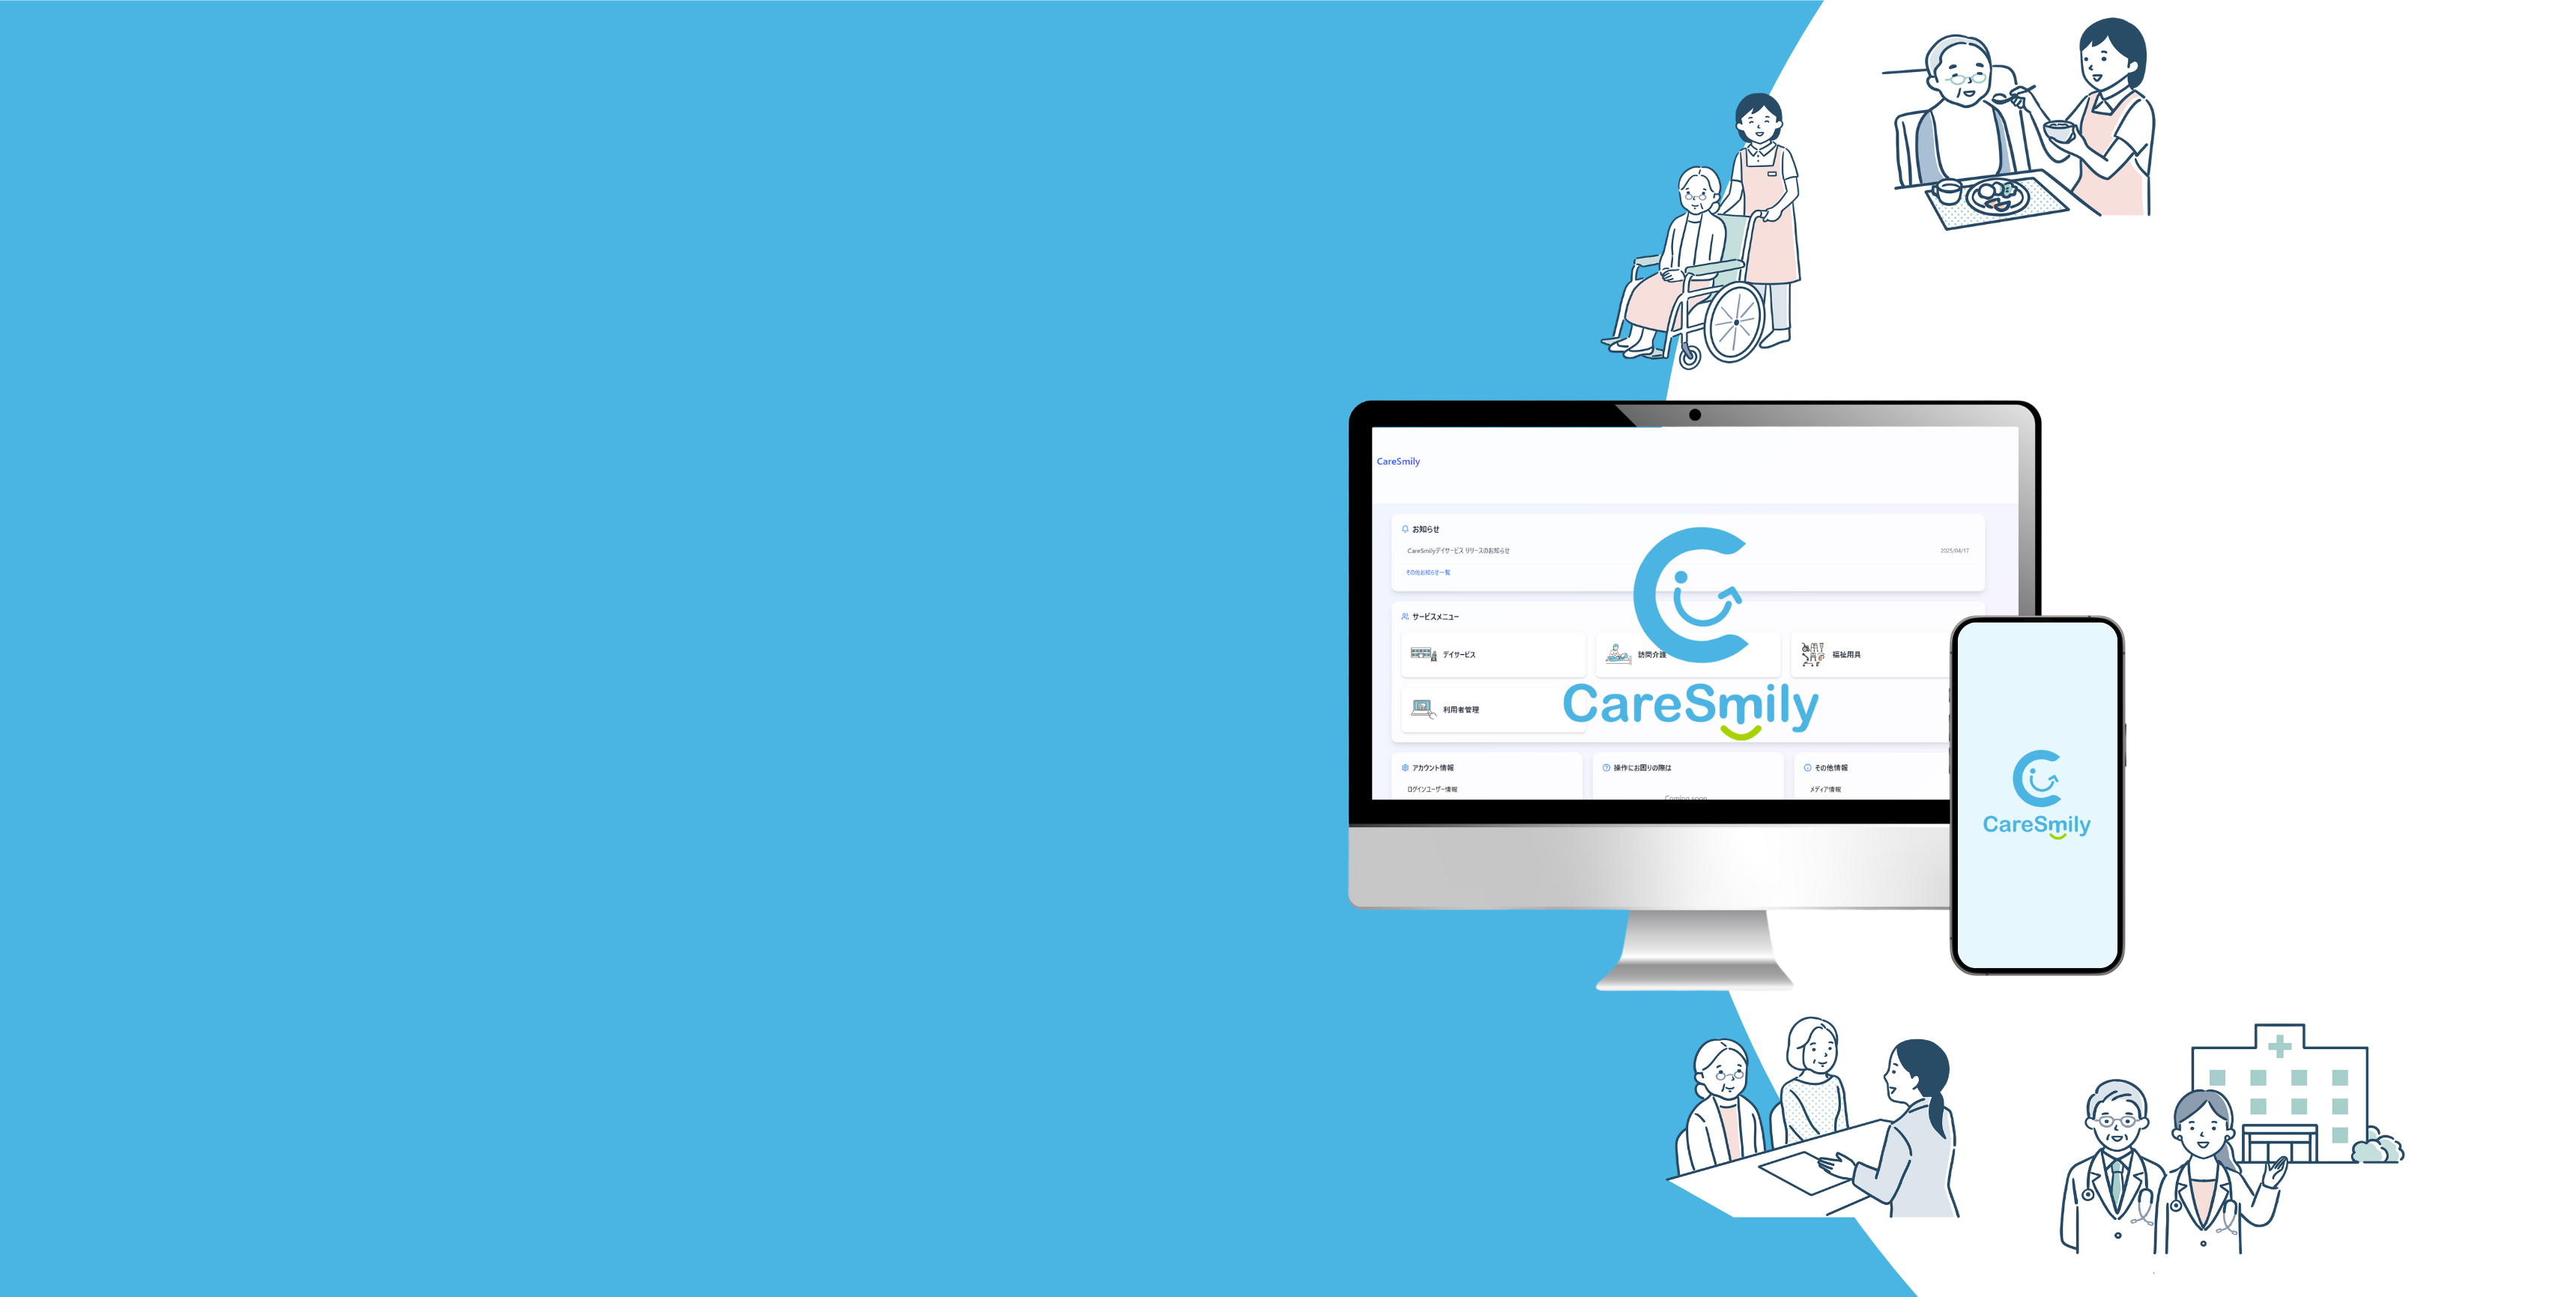 CareSmily
お知らせ
CareSmilyデイサービス リリースのお知らせ 2025/04/17
その他お知らせ一覧
サービスメニュー
デイサービス 訪問介護 福祉用具
利用者管理
CareSmily
アカウント情報 操作にお困りの際は その他情報
ログインユーザー情報 メディア情報
Coming soon
CareSmily